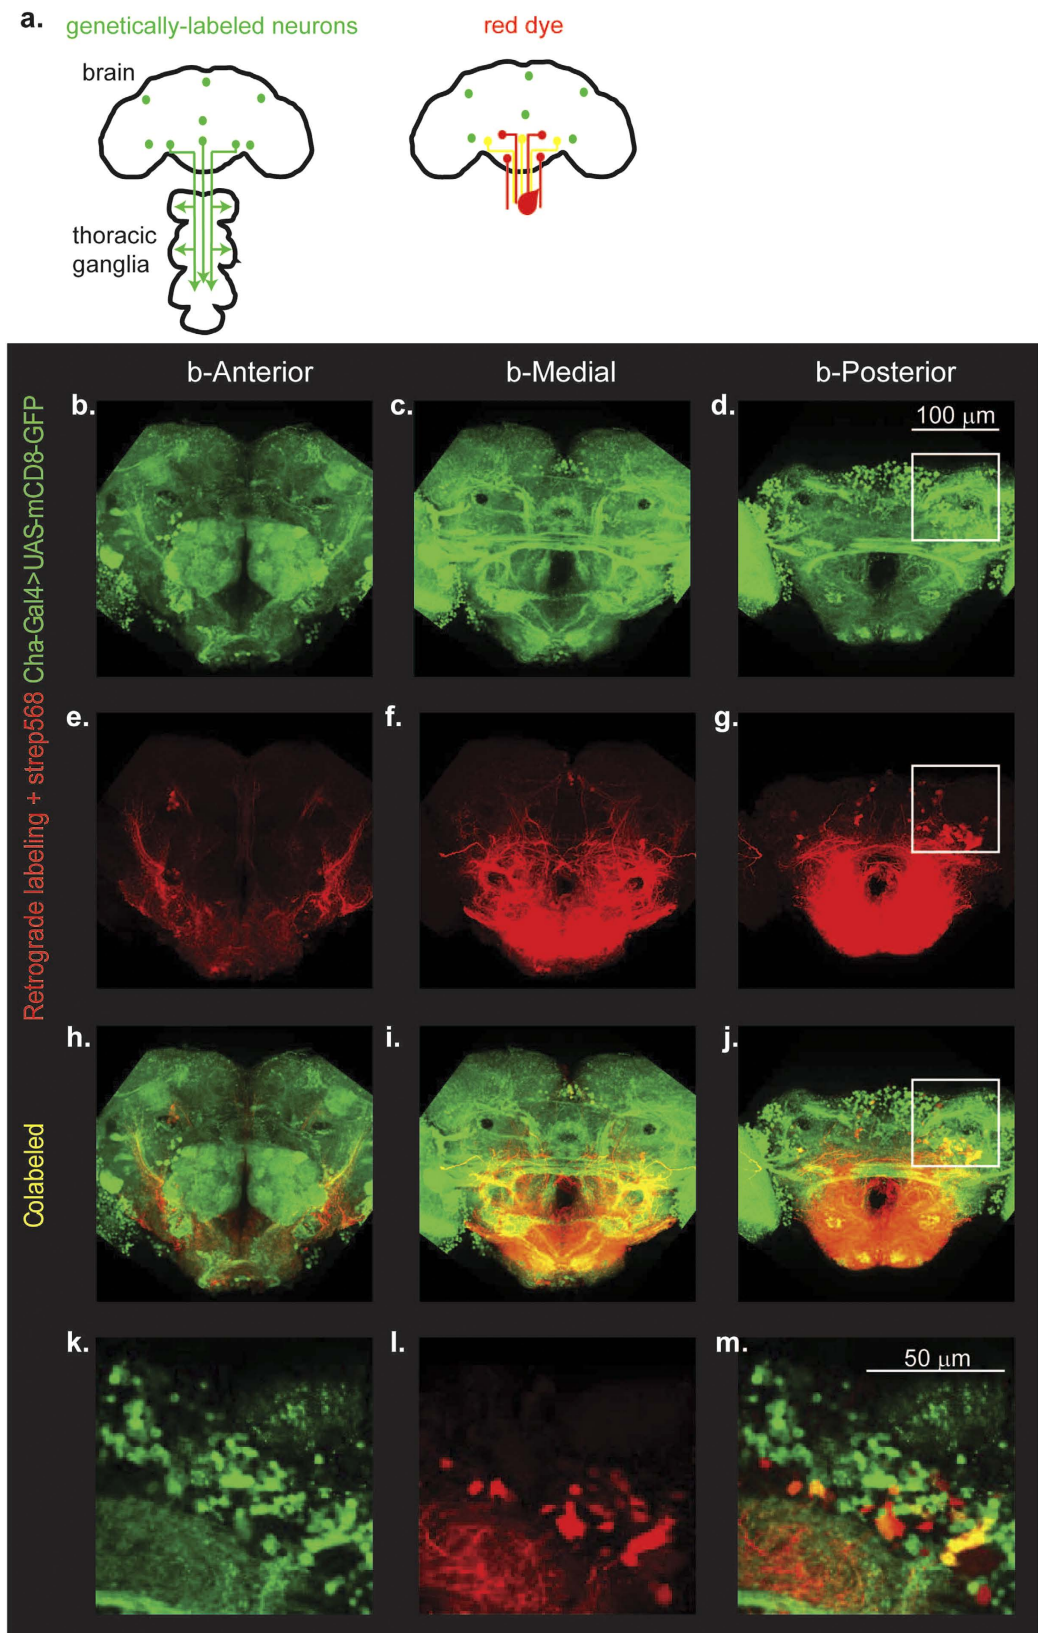 a.
genetically-labeled neurons
red dye
brain
thoracic
ganglia
b-Anterior
b-Medial
b-Posterior
Cha-Gal4>UAS-mCD8-GFP
b.
c.
d.
100 µm
Retrograde labeling + strep568
e.
f.
g.
Colabeled
h.
i.
j.
k.
l.
m.
50 µm